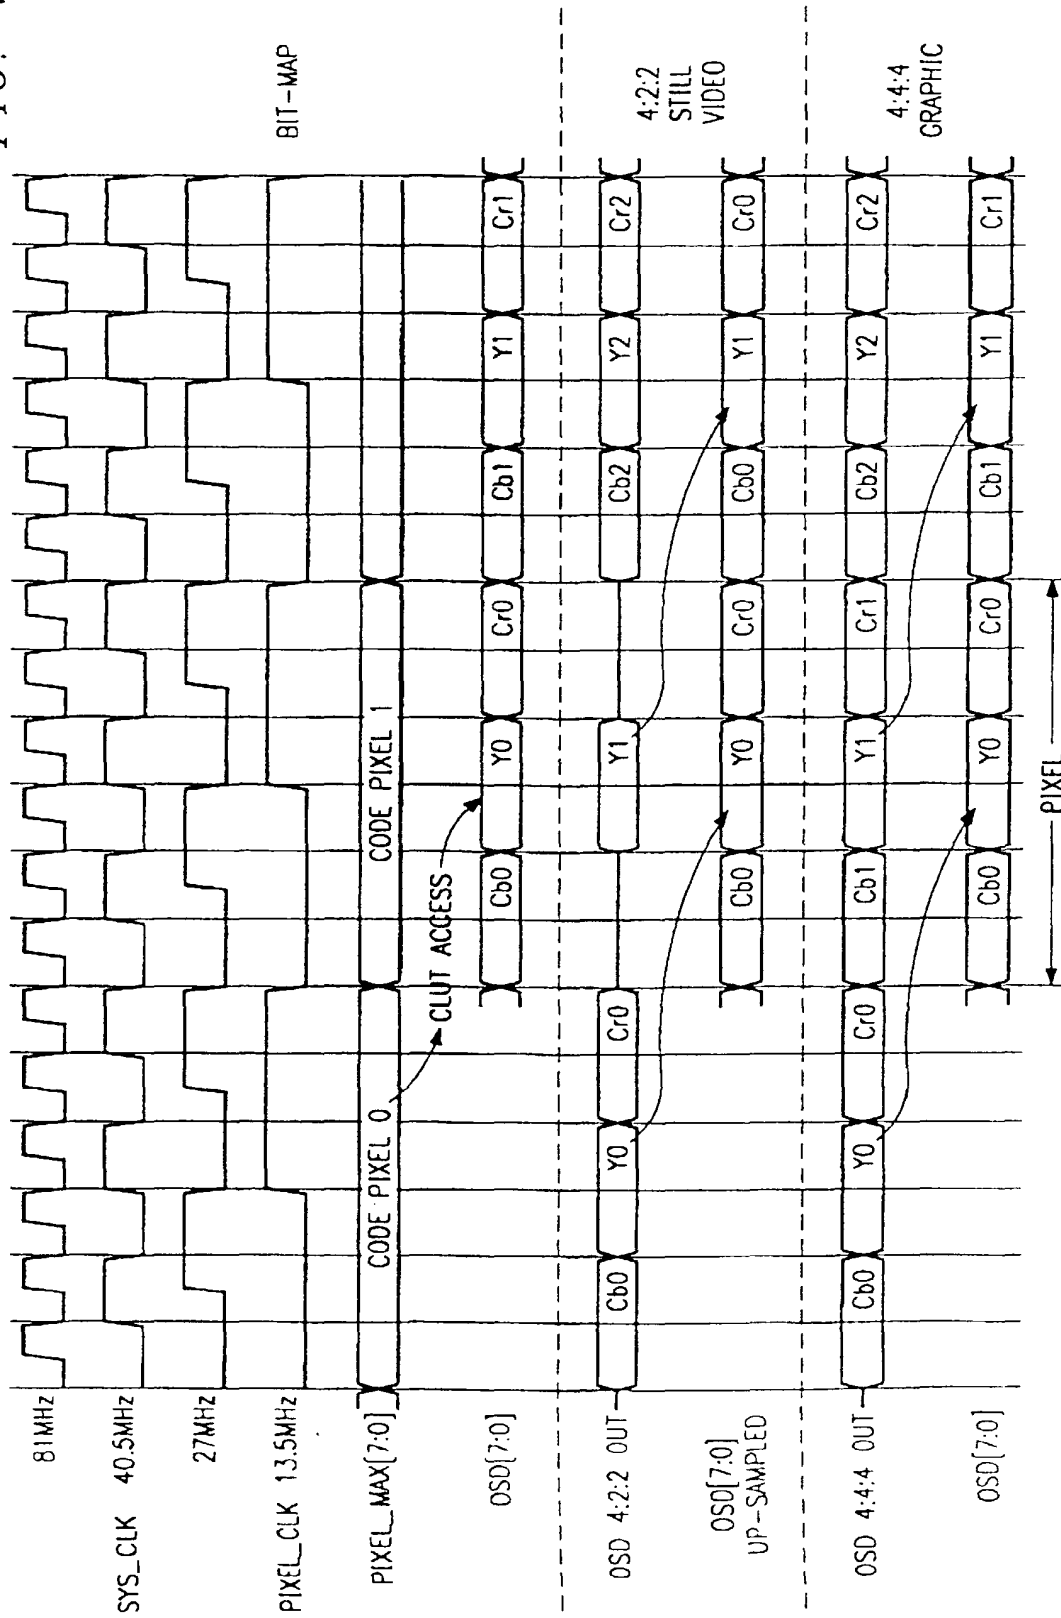 FIG.
81MHz
SYS_CLK 40.5MHz
27MHz
PIXEL_CLK 13.5MHz
BIT-MAP
PIXEL_MAX[7:0]
CODE PIXEL 0
CODE PIXEL 1
CLUT ACCESS
OSD[7:0]
Cb0 Y0 Cr0 Cb1 Y1 Cr1
4:2:2
STILL
VIDEO
OSD 4:2:2 OUT
Cb0 Y0 Cr0 Y1 Cb2 Y2 Cr2
OSD[7:0]
UP-SAMPLED
Cb0 Y0 Cr0 Cb0 Y1 Cr0
4:4:4
GRAPHIC
OSD 4:4:4 OUT
Cb0 Y0 Cr0 Cb1 Y1 Cr1 Cb2 Y2 Cr2
OSD[7:0]
Cb0 Y0 Cr0 Cb1 Y1 Cr1
PIXEL